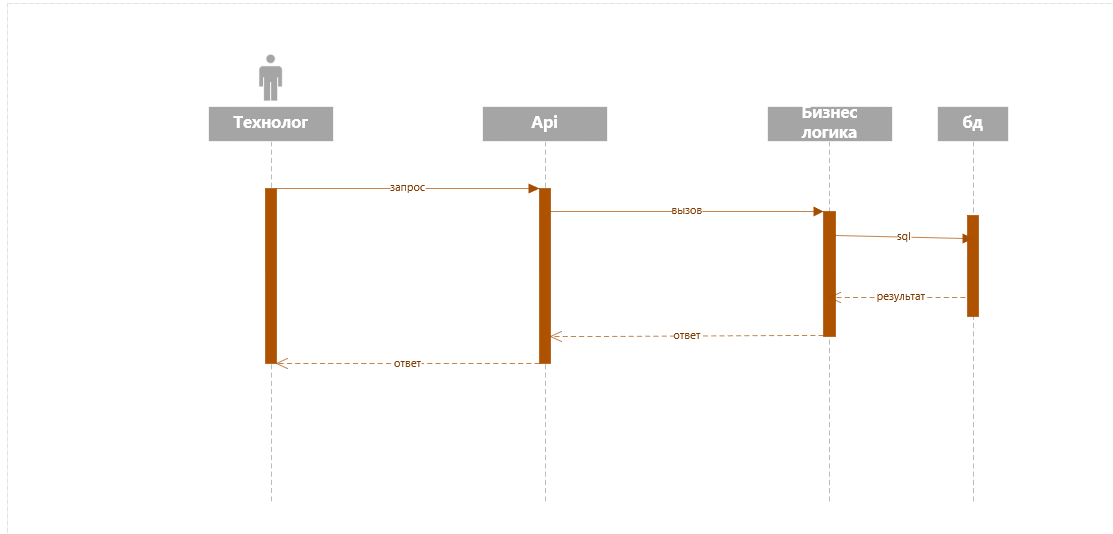 Технолог
Api
Бизнес
логика
бд
запрос
вызов
sql
результат
ответ
ответ